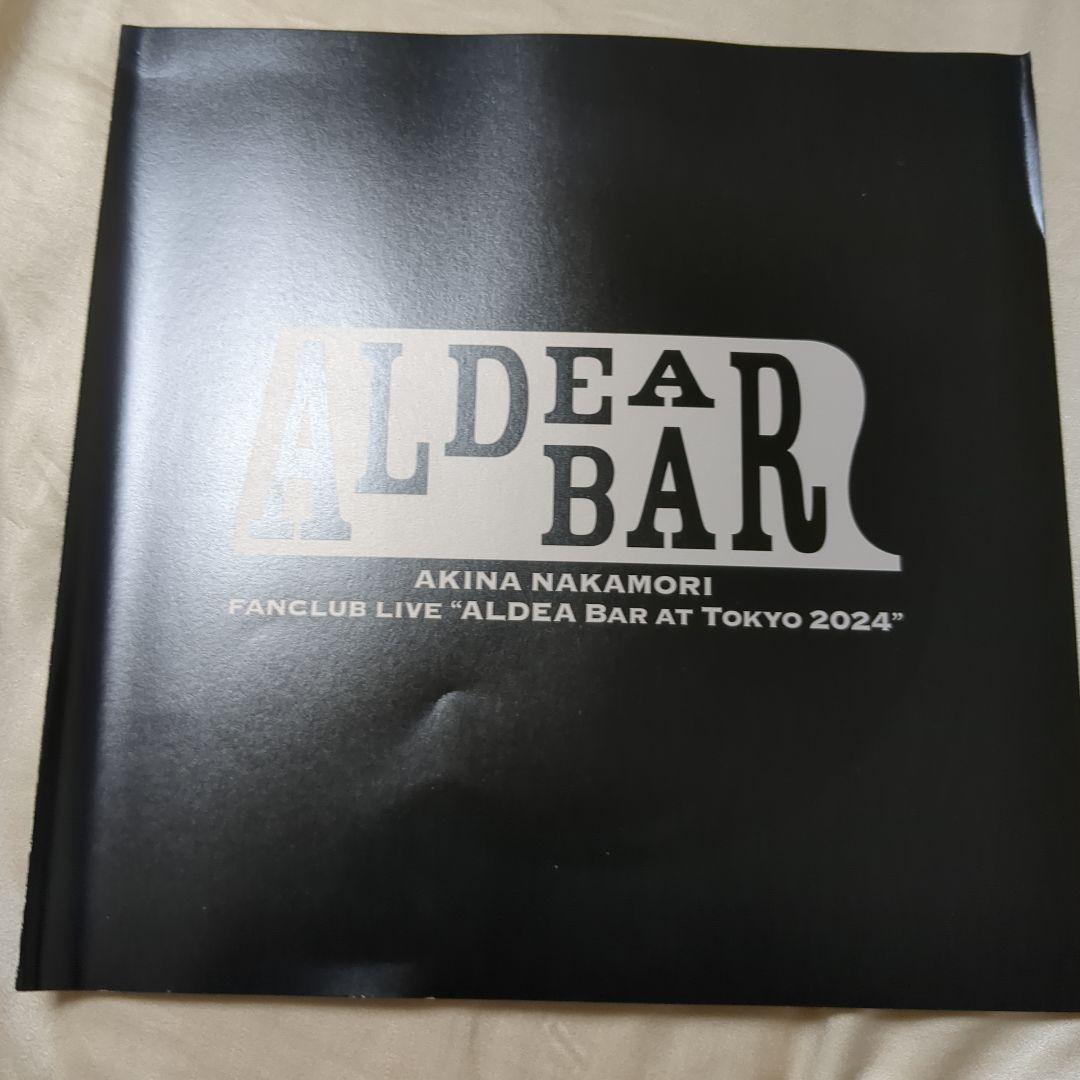 ALDEA
BAR
AKINA NAKAMORI
FANCLUB LIVE “ALDEA BAR AT TOKYO 2024”